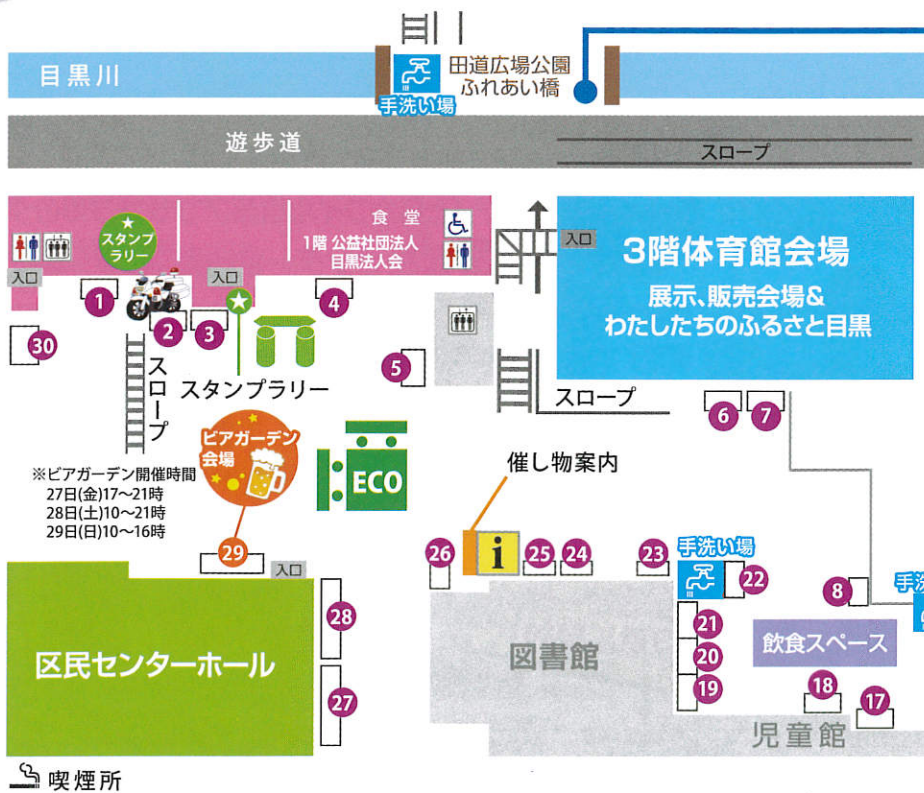 目黒川
田道広場公園
ふれあい橋
手洗い場
遊歩道
スロープ
スタンプ
ラリー
食堂
1階 公益社団法人
目黒法人会
入口
入口
入口
3階体育館会場
展示、販売会場&
わたしたちのふるさと目黒
1
2
3
4
30
5
スロープ
スタンプラリー
スロープ
6
7
ビアガーデン
会場
※ビアガーデン開催時間
27日(金)17〜21時
28日(土)10〜21時
29日(日)10〜16時
ECO
催し物案内
29
入口
26
i
25
24
23
手洗い場
22
8
手洗
28
区民センターホール
27
図書館
21
20
19
飲食スペース
18
17
児童館
喫煙所